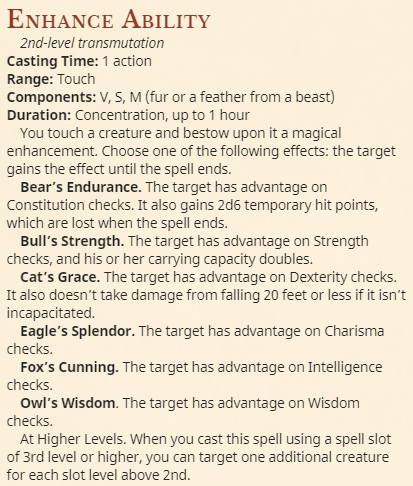 ENHANCE ABILITY
2nd-level transmutation
Casting Time: 1 action
Range: Touch
Components: V, S, M (fur or a feather from a beast)
Duration: Concentration, up to 1 hour
You touch a creature and bestow upon it a magical
enhancement. Choose one of the following effects: the target
gains the effect until the spell ends.
Bear's Endurance. The target has advantage on
Constitution checks. It also gains 2d6 temporary hit points,
which are lost when the spell ends.
Bull's Strength. The target has advantage on Strength
checks, and his or her carrying capacity doubles.
Cat's Grace. The target has advantage on Dexterity checks.
It also doesn't take damage from falling 20 feet or less if it isn't
incapacitated.
Eagle's Splendor. The target has advantage on Charisma
checks.
Fox's Cunning. The target has advantage on Intelligence
checks.
Owl's Wisdom. The target has advantage on Wisdom
checks.
At Higher Levels. When you cast this spell using a spell slot
of 3rd level or higher, you can target one additional creature
for each slot level above 2nd.